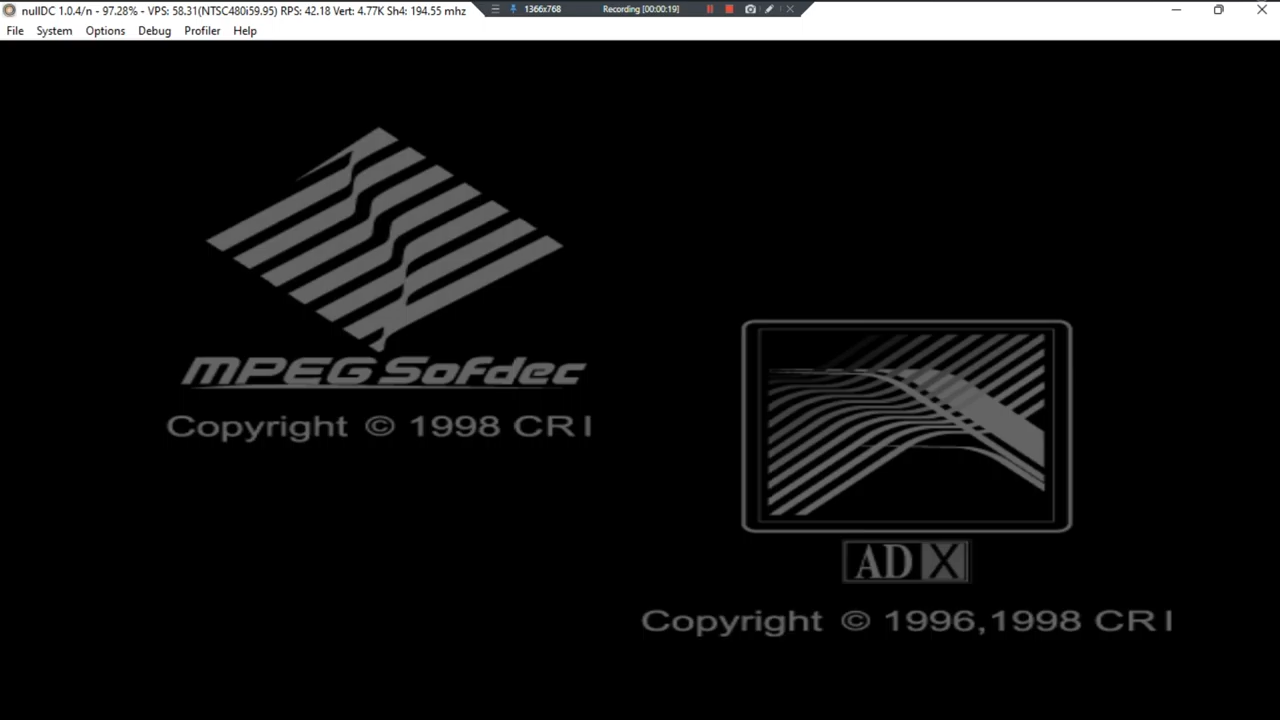 nullDC 1.0.4/n - 97.28% - VPS: 58.31(NTSC480i59.95) RPS: 42.18 Vert: 4.77K Sh4: 194.55 mhz
1366x768
Recording [00:00:19]
File System Options Debug Profiler Help
MPEG Sofdec
Copyright © 1998 CRI
ADX
Copyright © 1996,1998 CRI